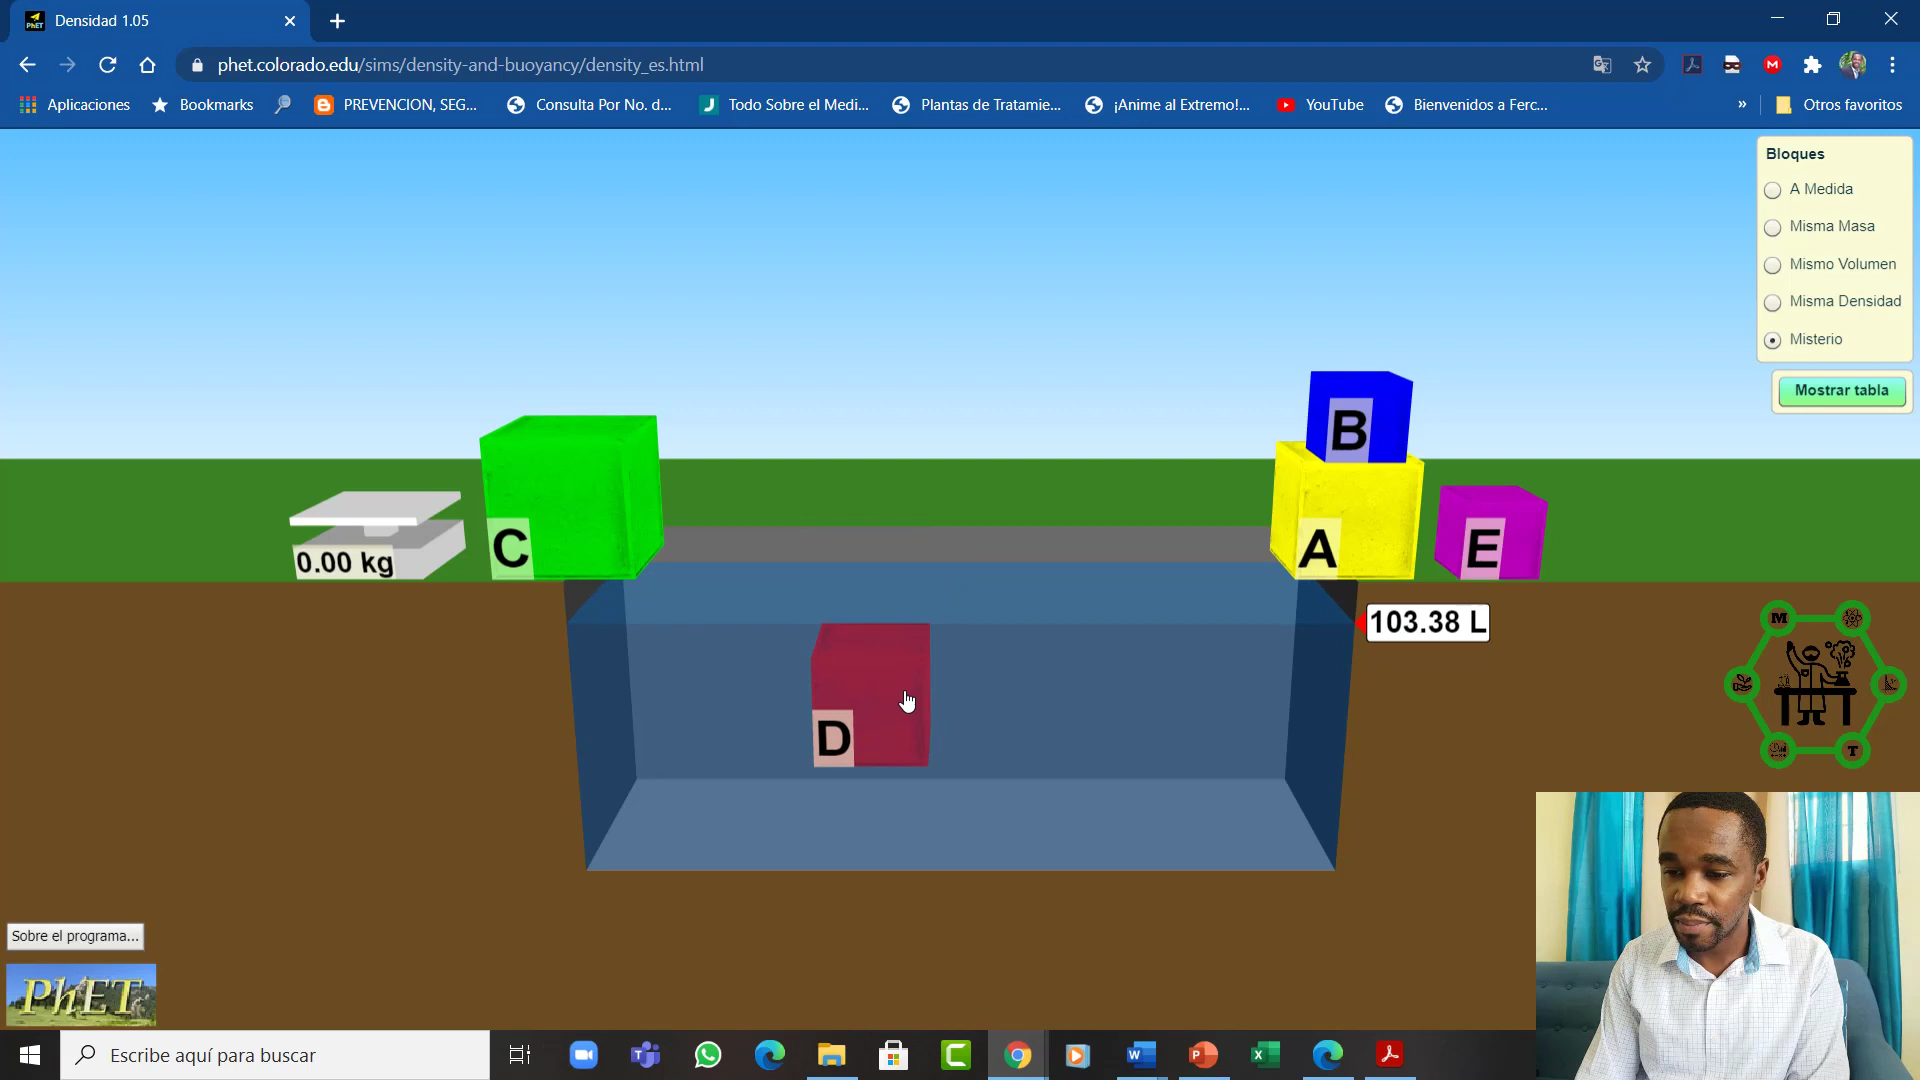 Densidad 1.05
phet.colorado.edu/sims/density-and-buoyancy/density_es.html
Aplicaciones
Bookmarks
PREVENCION, SEG...
Consulta Por No. d...
Todo Sobre el Medi...
Plantas de Tratamie...
¡Anime al Extremo!...
YouTube
Bienvenidos a Ferc...
»
Otros favoritos
Bloques
A Medida
Misma Masa
Mismo Volumen
Misma Densidad
Misterio
Mostrar tabla
B
C
A
E
0.00 kg
103.38 L
D
M
T
Sobre el programa...
PhET
Escribe aquí para buscar